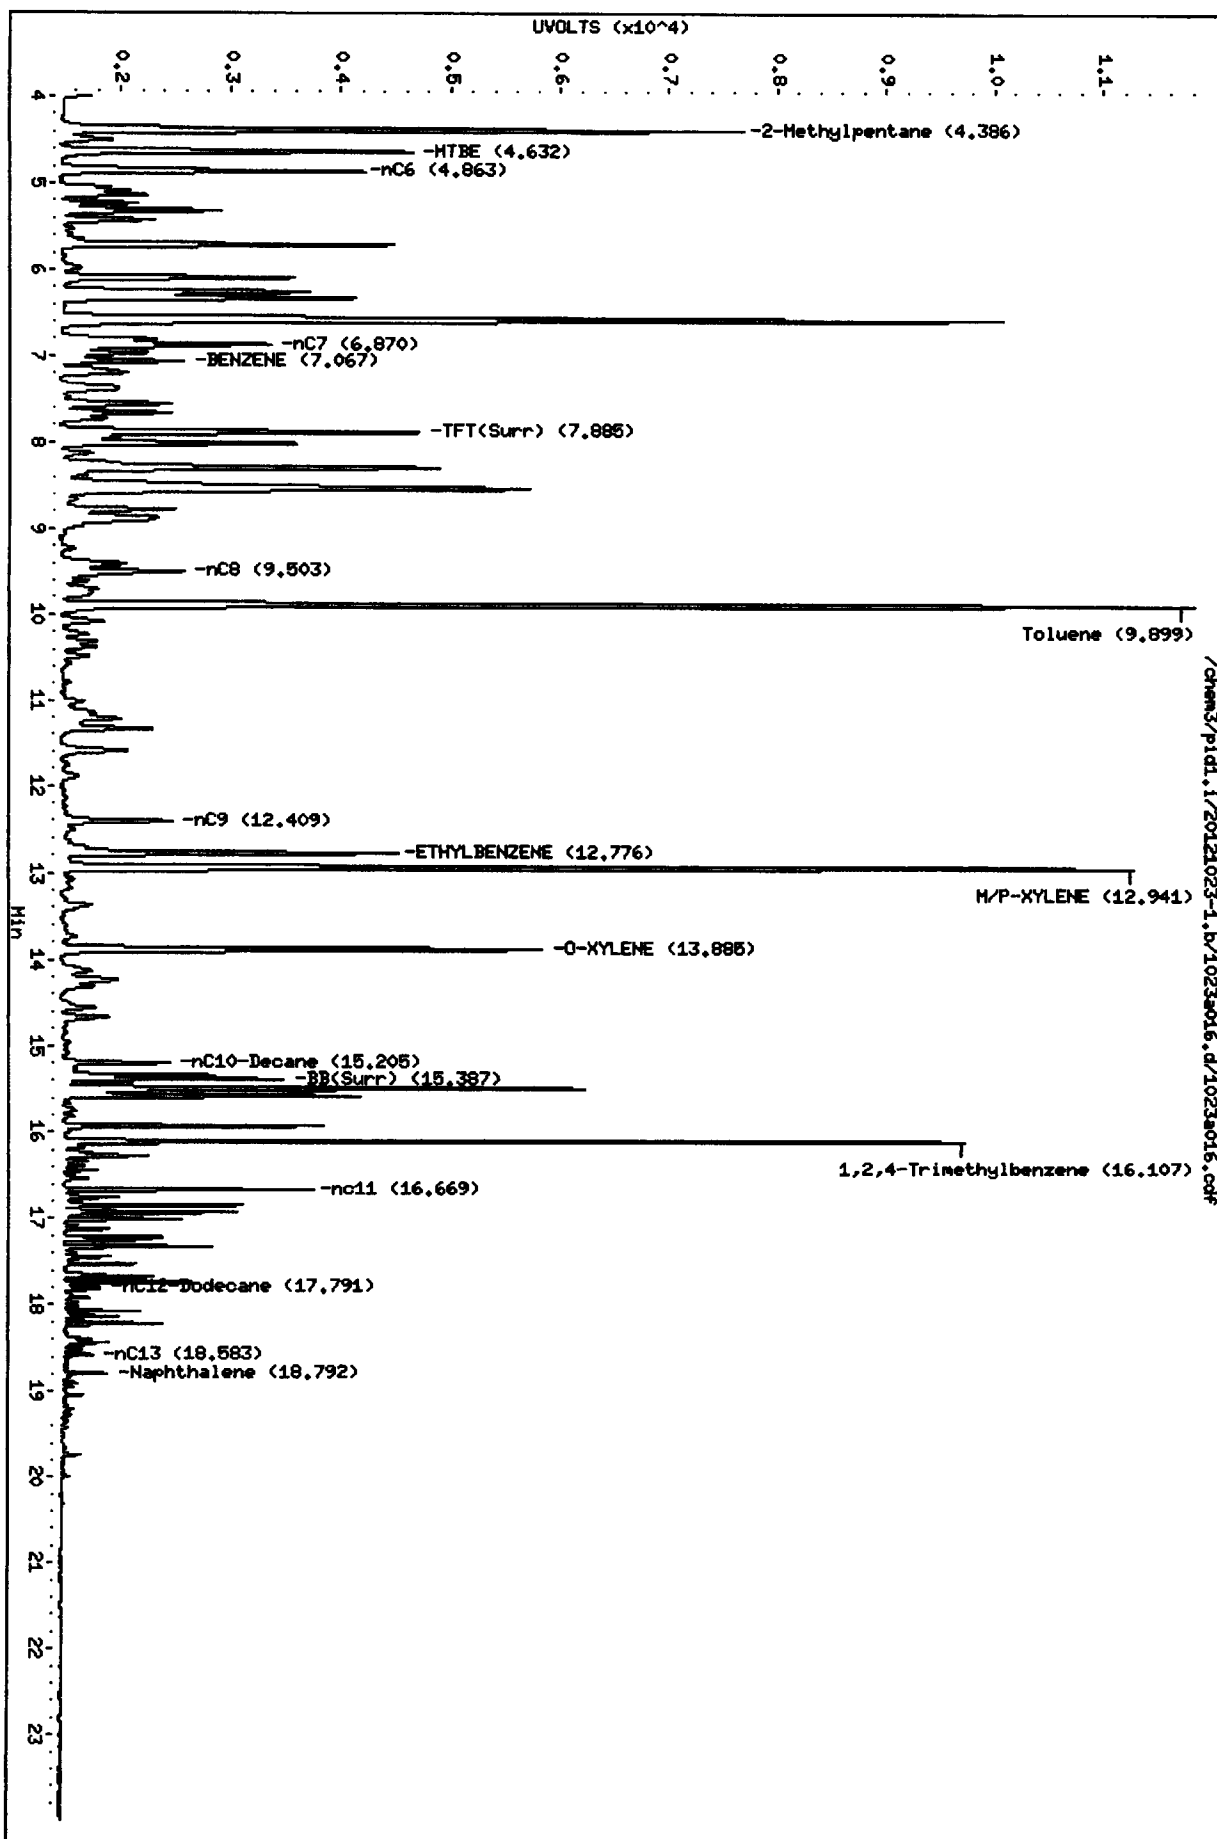 UVOLTS (x10^4)
0.2-
0.3-
0.4-
0.5-
0.6-
0.7-
0.8-
0.9-
1.0-
1.1-
4-
5-
6-
7-
8-
9-
10-
11-
12-
13-
14-
15-
16-
17-
18-
19-
20-
21-
22-
23-
Min
-2-Methylpentane (4.386)
-MTBE (4.632)
-nC6 (4.863)
-nC7 (6.870)
-BENZENE (7.067)
-TFT(Surr) (7.885)
-nC8 (9.503)
Toluene (9.899)
-nC9 (12.409)
-ETHYLBENZENE (12.776)
M/P-XYLENE (12.941)
-O-XYLENE (13.885)
-nC10-Decane (15.205)
-BB(Surr) (15.387)
1,2,4-Trimethylbenzene (16.107)
-nc11 (16.669)
-nC12-Dodecane (17.791)
-nC13 (18.583)
-Naphthalene (18.792)
/chem3/pid1.i/20121023-1.b/1023a016.d/1023a016.cdf